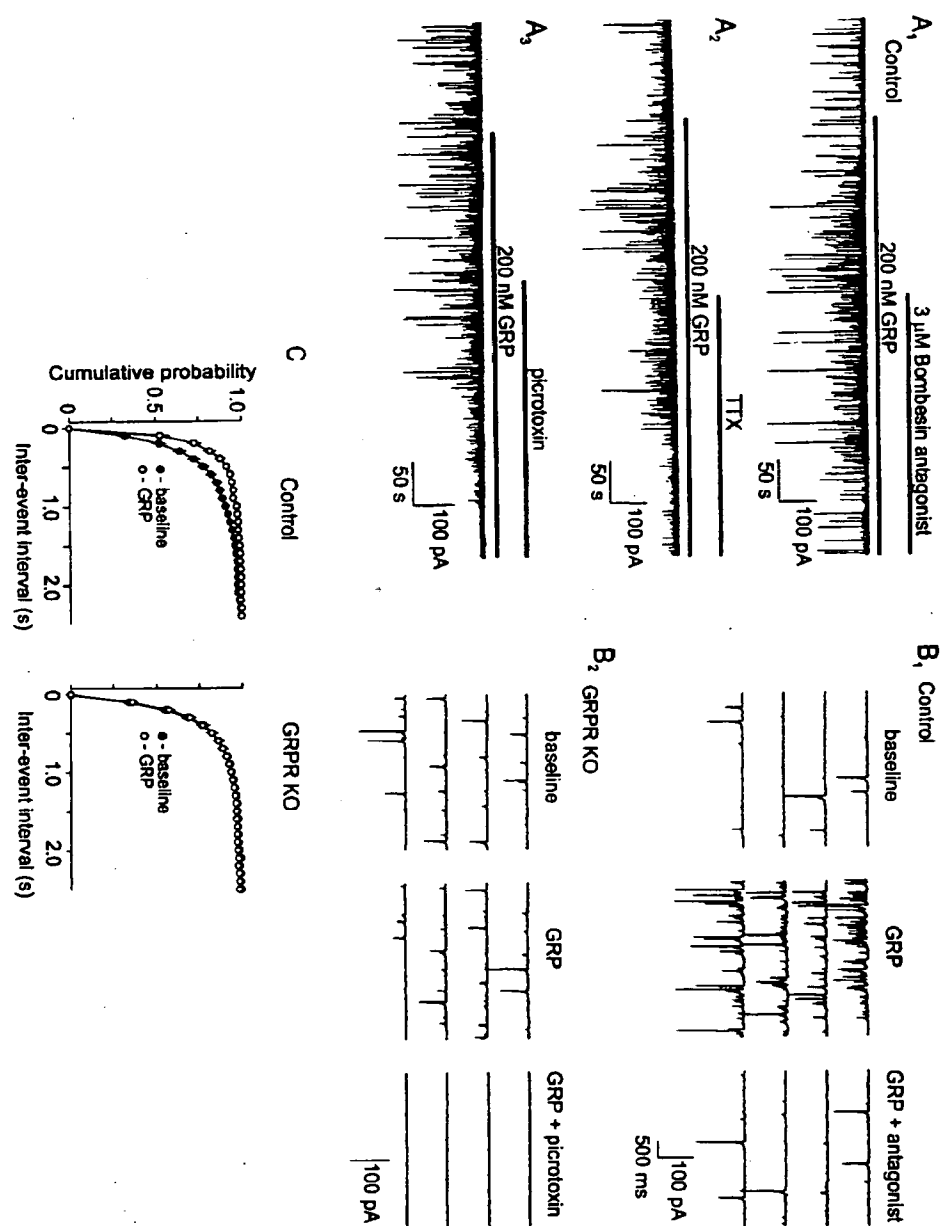 A1
Control
3 µM Bombesin antagonist
200 nM GRP
100 pA
50 s
A2
TTX
200 nM GRP
100 pA
50 s
A3
picrotoxin
200 nM GRP
100 pA
50 s
B1 Control
baseline
GRP
GRP + antagonist
100 pA
500 ms
B2 GRPR KO
baseline
GRP
GRP + picrotoxin
100 pA
C
Control
Cumulative probability
1.0
0.5
0
- baseline
- GRP
0
1.0
2.0
Inter-event interval (s)
GRPR KO
- baseline
- GRP
0
1.0
2.0
Inter-event interval (s)